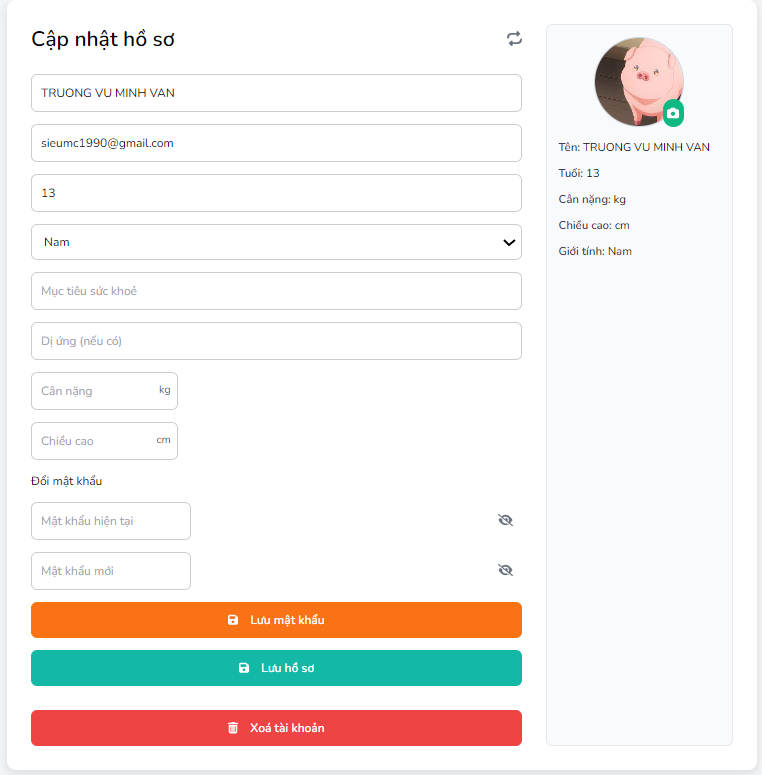 Cập nhật hồ sơ
TRUONG VU MINH VAN
sieumc1990@gmail.com
13
Nam
Mục tiêu sức khoẻ
Dị ứng (nếu có)
Cân nặng kg
Chiều cao cm
Đổi mật khẩu
Mật khẩu hiện tại
Mật khẩu mới
Lưu mật khẩu
Lưu hồ sơ
Xoá tài khoản
Tên: TRUONG VU MINH VAN
Tuổi: 13
Cân nặng: kg
Chiều cao: cm
Giới tính: Nam